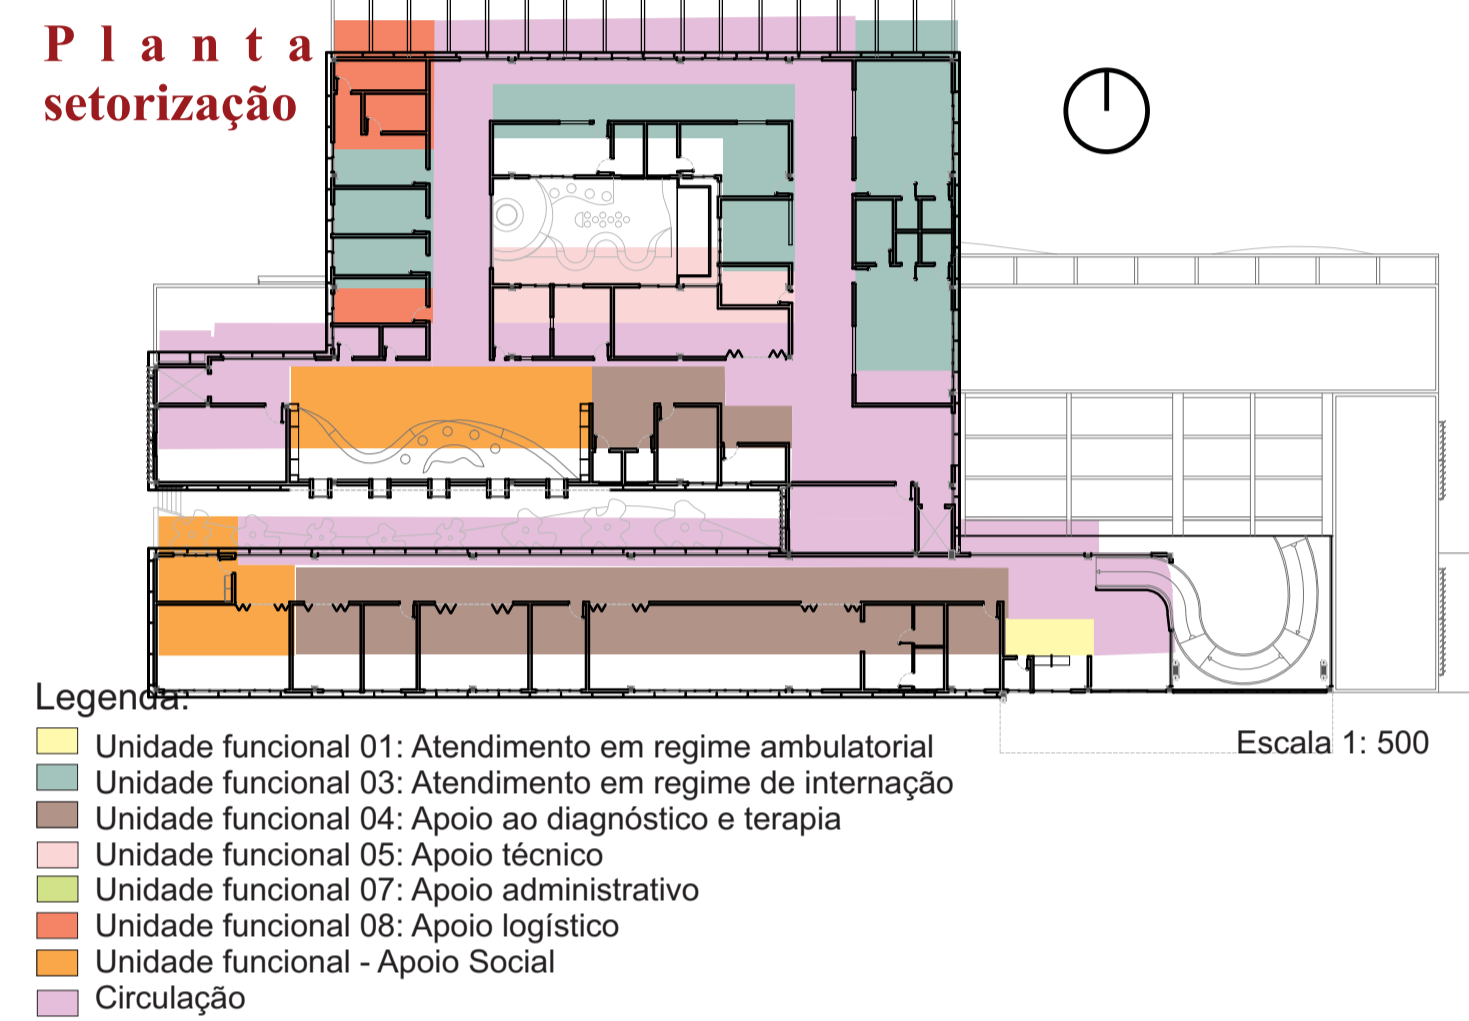 Planta
setorização
Legenda:
Unidade funcional 01: Atendimento em regime ambulatorial
Escala 1: 500
Unidade funcional 03: Atendimento em regime de internação
Unidade funcional 04: Apoio ao diagnóstico e terapia
Unidade funcional 05: Apoio técnico
Unidade funcional 07: Apoio administrativo
Unidade funcional 08: Apoio logístico
Unidade funcional - Apoio Social
Circulação